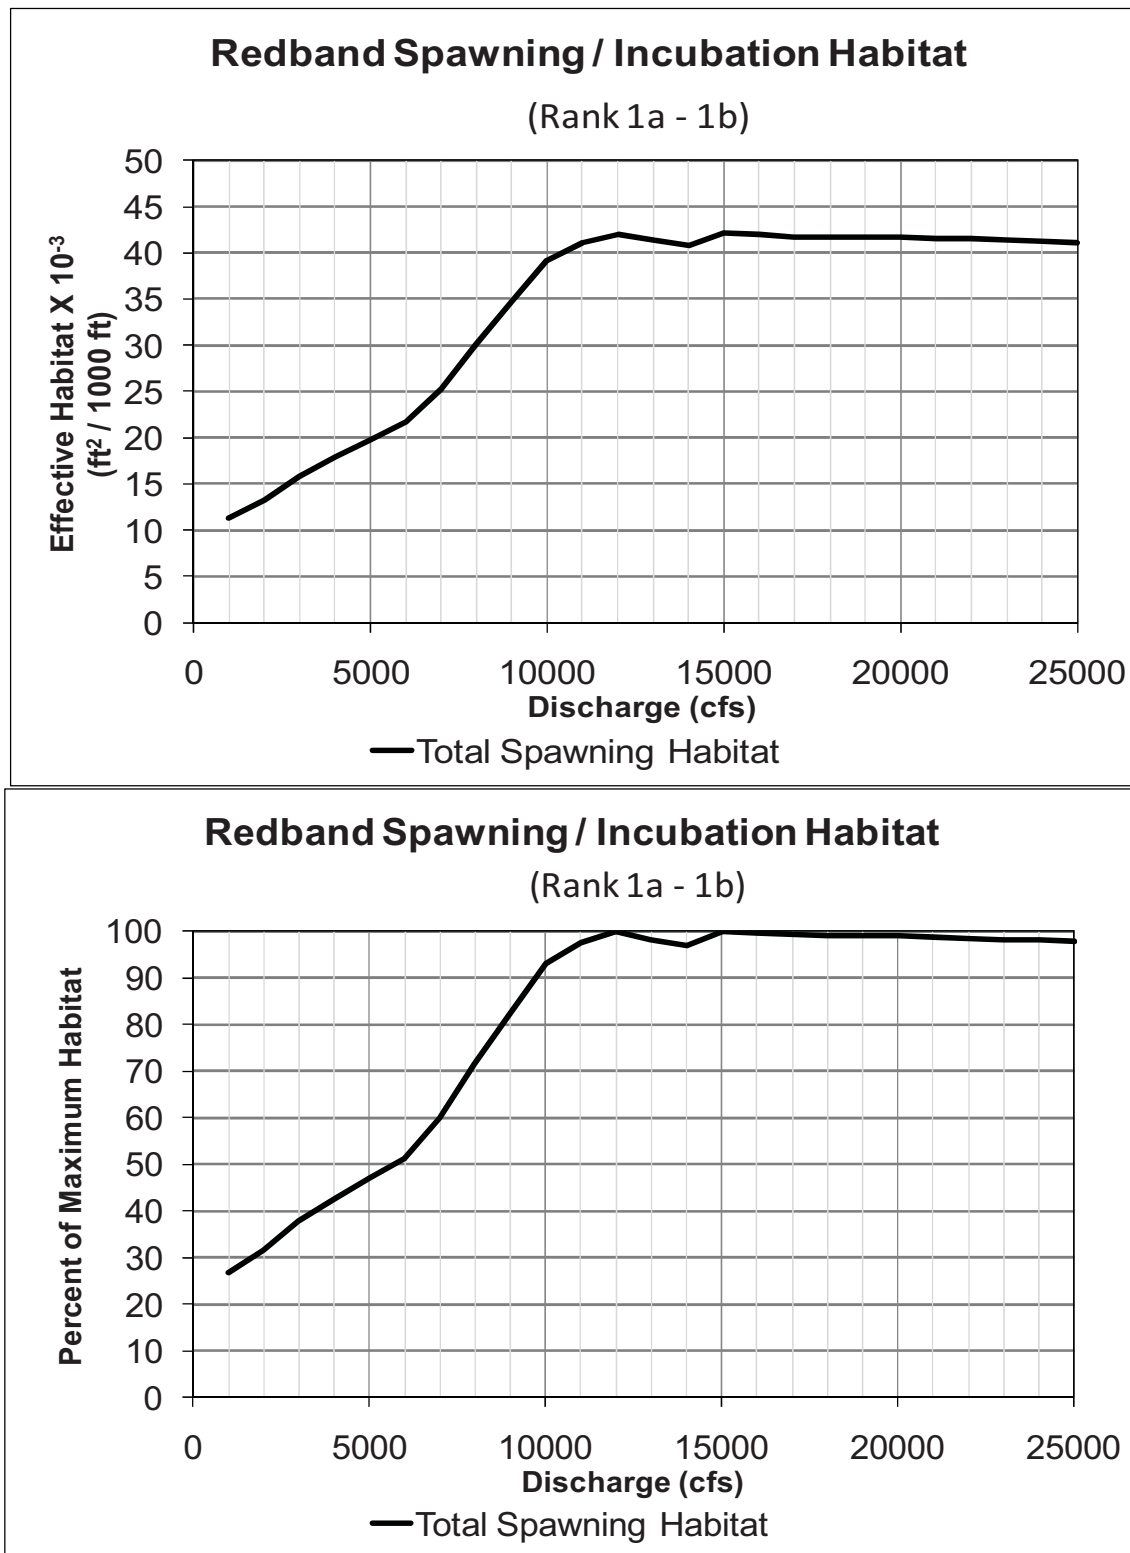 Redband Spawning / Incubation Habitat
(Rank 1a - 1b)
Effective Habitat X 10⁻³
(ft² / 1000 ft)
50
45
40
35
30
25
20
15
10
5
0
0 5000 10000 15000 20000 25000
Discharge (cfs)
Total Spawning Habitat
Redband Spawning / Incubation Habitat
(Rank 1a - 1b)
Percent of Maximum Habitat
100
90
80
70
60
50
40
30
20
10
0
0 5000 10000 15000 20000 25000
Discharge (cfs)
Total Spawning Habitat